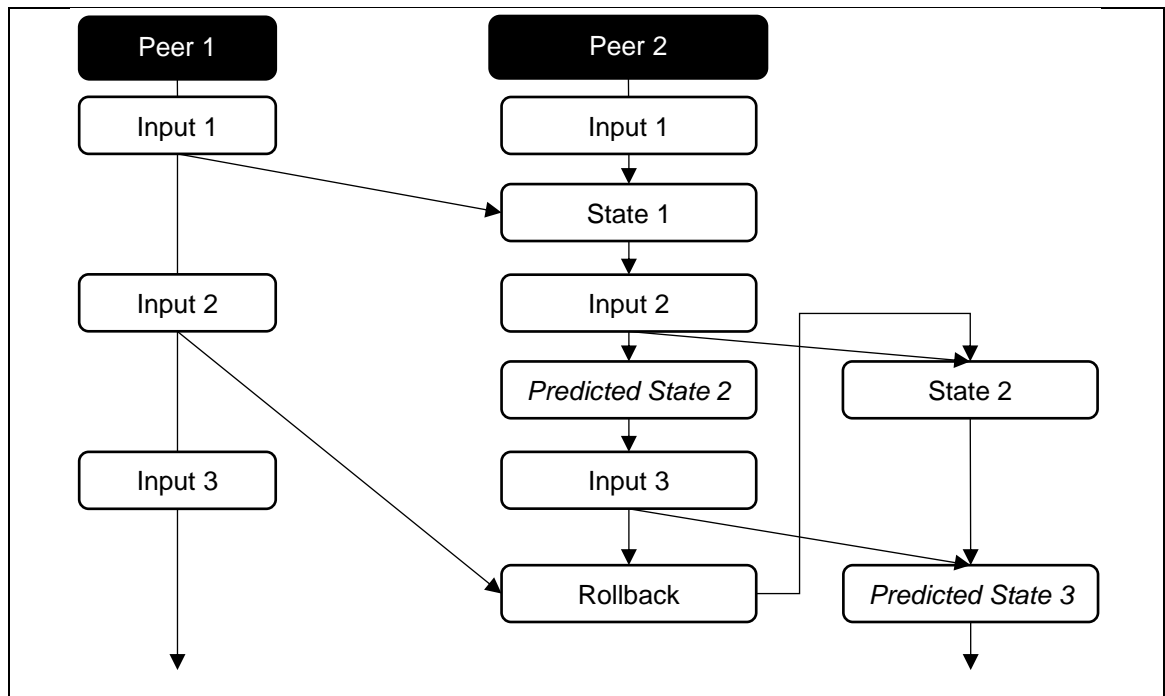 Peer 1
Peer 2
Input 1
Input 1
State 1
Input 2
Input 2
Predicted State 2
State 2
Input 3
Input 3
Rollback
Predicted State 3